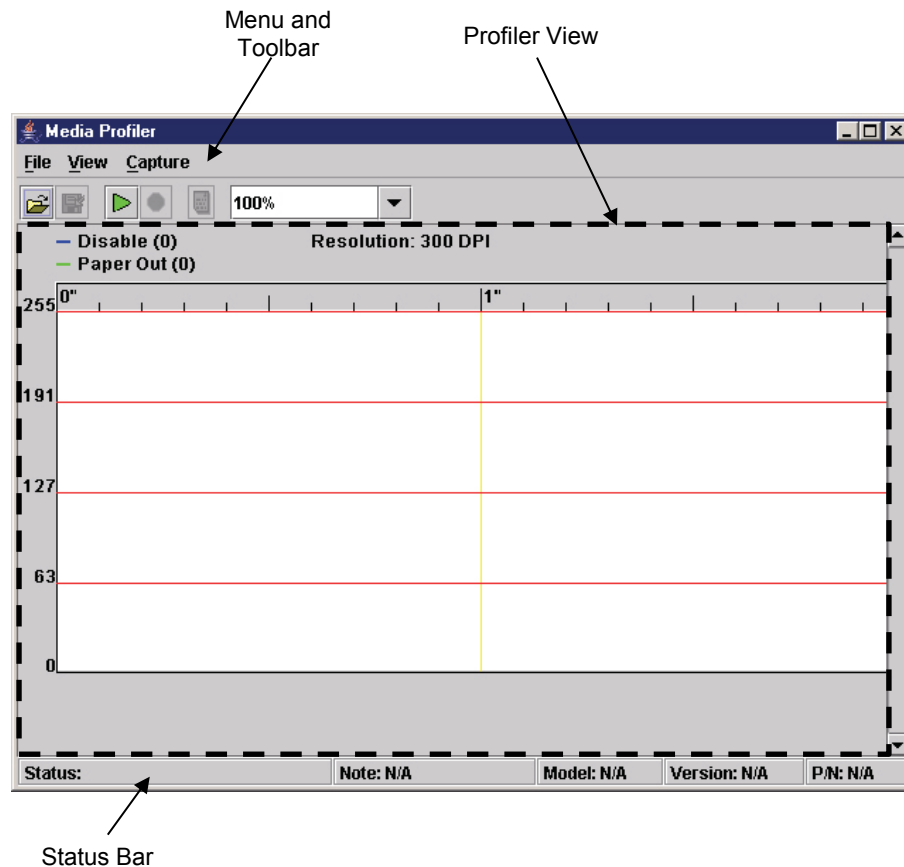 Menu and
Toolbar
Profiler View
Media Profiler
File View Capture
100%
Disable (0) Resolution: 300 DPI
Paper Out (0)
0" 1"
255
191
127
63
0
Status: Note: N/A Model: N/A Version: N/A P/N: N/A
Status Bar